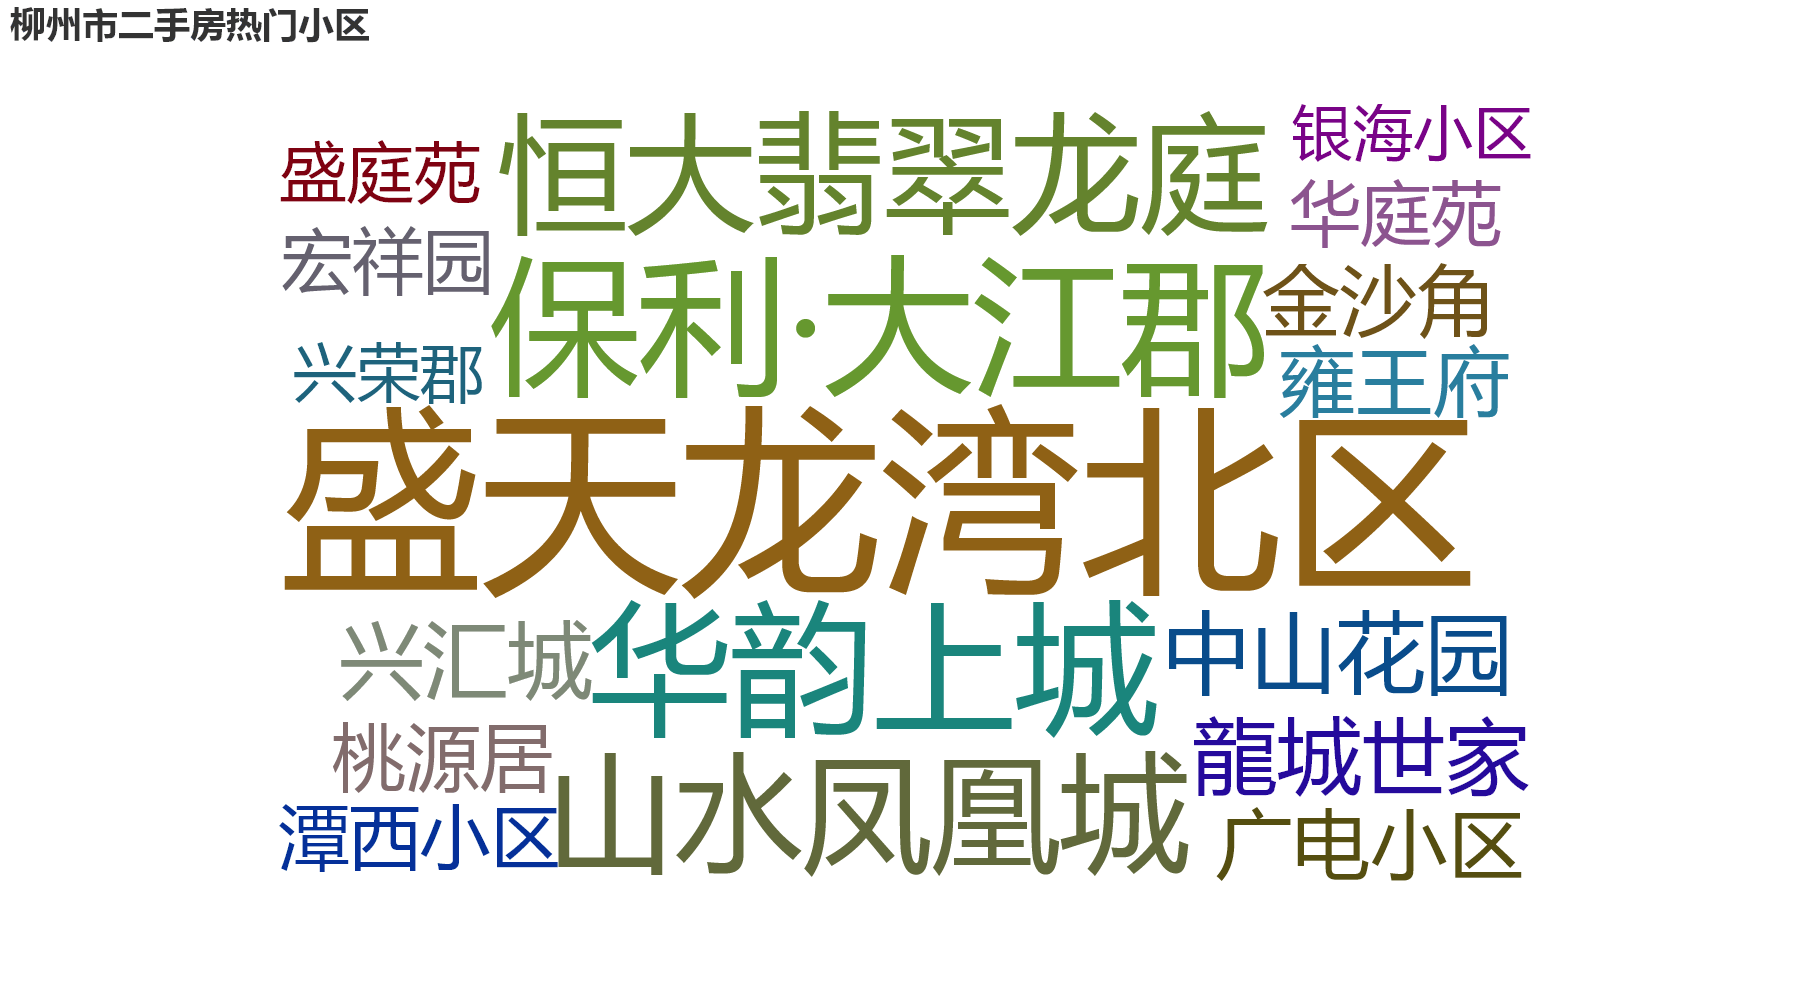 柳州市二手房热门小区
盛庭苑
恒大翡翠龙庭
银海小区
华庭苑
宏祥园
保利·大江郡
金沙角
兴荣郡
雍王府
盛天龙湾北区
兴汇城
华韵上城
中山花园
桃源居
山水凤凰城
龍城世家
潭西小区
广电小区